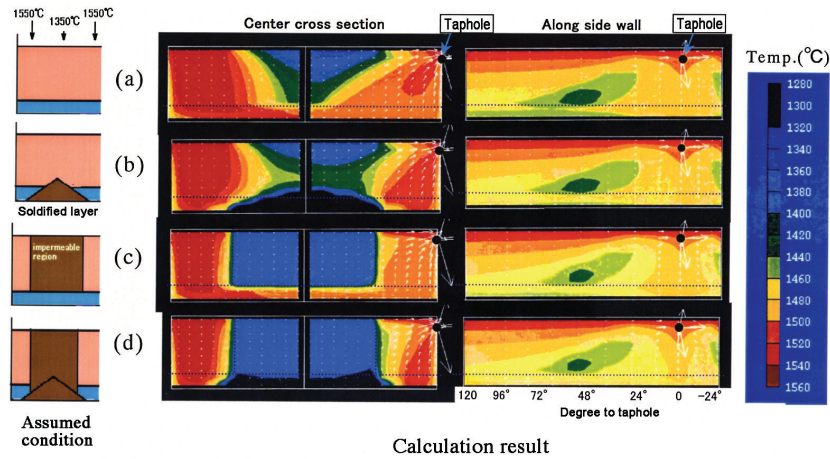 1550℃ 1350℃ 1550℃
Center cross section
Taphole
Along side wall
Taphole
(a)
(b)
Soldified layer
impermeable
region
(c)
(d)
Assumed
condition
120 96° 72° 48° 24° 0 −24°
Degree to taphole
Calculation result
Temp.(℃)
1280
1300
1320
1340
1360
1380
1400
1420
1440
1460
1480
1500
1520
1540
1560